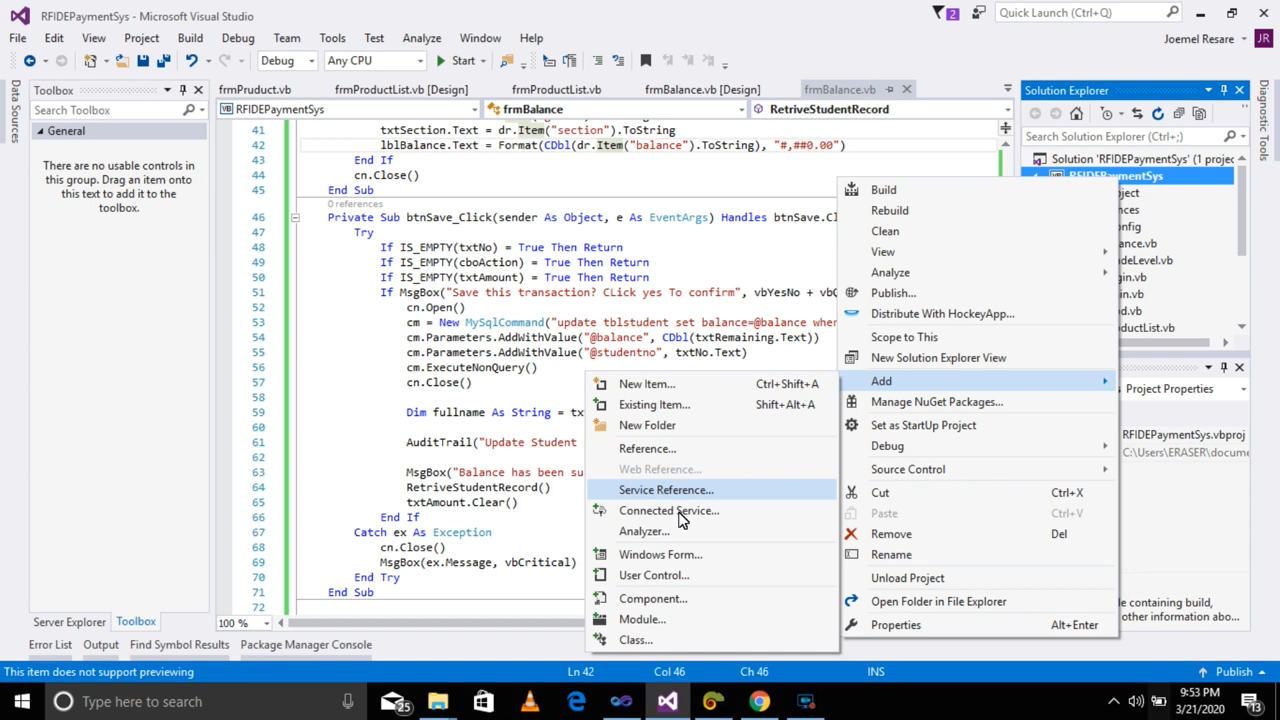 RFIDEPaymentSys - Microsoft Visual Studio
2
Quick Launch (Ctrl+Q)
File Edit View Project Build Debug Team Tools Test Analyze Window Help
Joemel Resare
JR
Debug Any CPU Start
Data Sources
Toolbox
Search Toolbox
General
There are no usable controls in
this group. Drag an item onto
this text to add it to the
toolbox.
Server Explorer Toolbox
frmPruduct.vb frmProductList.vb [Design] frmProductList.vb frmBalance.vb [Design] frmBalance.vb
RFIDEPaymentSys frmBalance RetriveStudentRecord
41 txtSection.Text = dr.Item("section").ToString
42 lblBalance.Text = Format(CDbl(dr.Item("balance").ToString), "#,##0.00")
43 End If
44 cn.Close()
45 End Sub
0 references
46 Private Sub btnSave_Click(sender As Object, e As EventArgs) Handles btnSave.Cl
47 Try
48 If IS_EMPTY(txtNo) = True Then Return
49 If IS_EMPTY(cboAction) = True Then Return
50 If IS_EMPTY(txtAmount) = True Then Return
51 If MsgBox("Save this transaction? CLick yes To confirm", vbYesNo + vbQ
52 cn.Open()
53 cm = New MySqlCommand("update tblstudent set balance=@balance wher
54 cm.Parameters.AddWithValue("@balance", CDbl(txtRemaining.Text))
55 cm.Parameters.AddWithValue("@studentno", txtNo.Text)
56 cm.ExecuteNonQuery()
57 cn.Close()
58
59 Dim fullname As String = tx
60
61 AuditTrail("Update Student
62
63 MsgBox("Balance has been su
64 RetriveStudentRecord()
65 txtAmount.Clear()
66 End If
67 Catch ex As Exception
68 cn.Close()
69 MsgBox(ex.Message, vbCritical)
70 End Try
71 End Sub
72
100 %
New Item... Ctrl+Shift+A
Existing Item... Shift+Alt+A
New Folder
Reference...
Web Reference...
Service Reference...
Connected Service...
Analyzer...
Windows Form...
User Control...
Component...
Module...
Class...
Build
Rebuild
Clean
View
Analyze
Publish...
Distribute With HockeyApp...
Scope to This
New Solution Explorer View
Add
Manage NuGet Packages...
Set as StartUp Project
Debug
Source Control
Cut Ctrl+X
Paste Ctrl+V
Remove Del
Rename
Unload Project
Open Folder in File Explorer
Properties Alt+Enter
Solution Explorer
Search Solution Explorer (Ctrl+;)
Solution 'RFIDEPaymentSys' (1 projec
RFIDEPaymentSys
Project Properties
RFIDEPaymentSys.vbproj
C:\Users\ERASER\docume
Diagnostic Tools
Error List Output Find Symbol Results Package Manager Console
This item does not support previewing Ln 42 Col 46 Ch 46 INS Publish
Type here to search
25
9:53 PM
3/21/2020
13